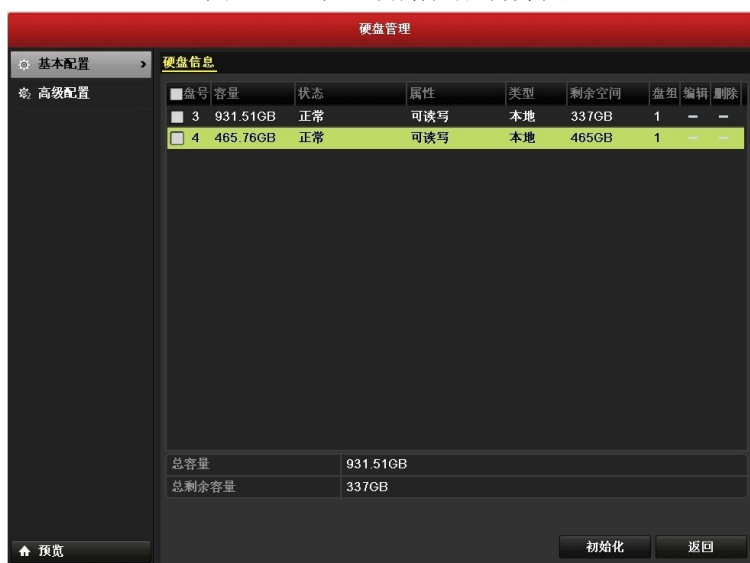 硬盘管理
基本配置
高级配置
硬盘信息
盘号 容量 状态 属性 类型 剩余空间 盘组 编辑 删除
3 931.51GB 正常 可读写 本地 337GB 1 – –
4 465.76GB 正常 可读写 本地 465GB 1 – –
总容量 931.51GB
总剩余容量 337GB
预览
初始化 返回